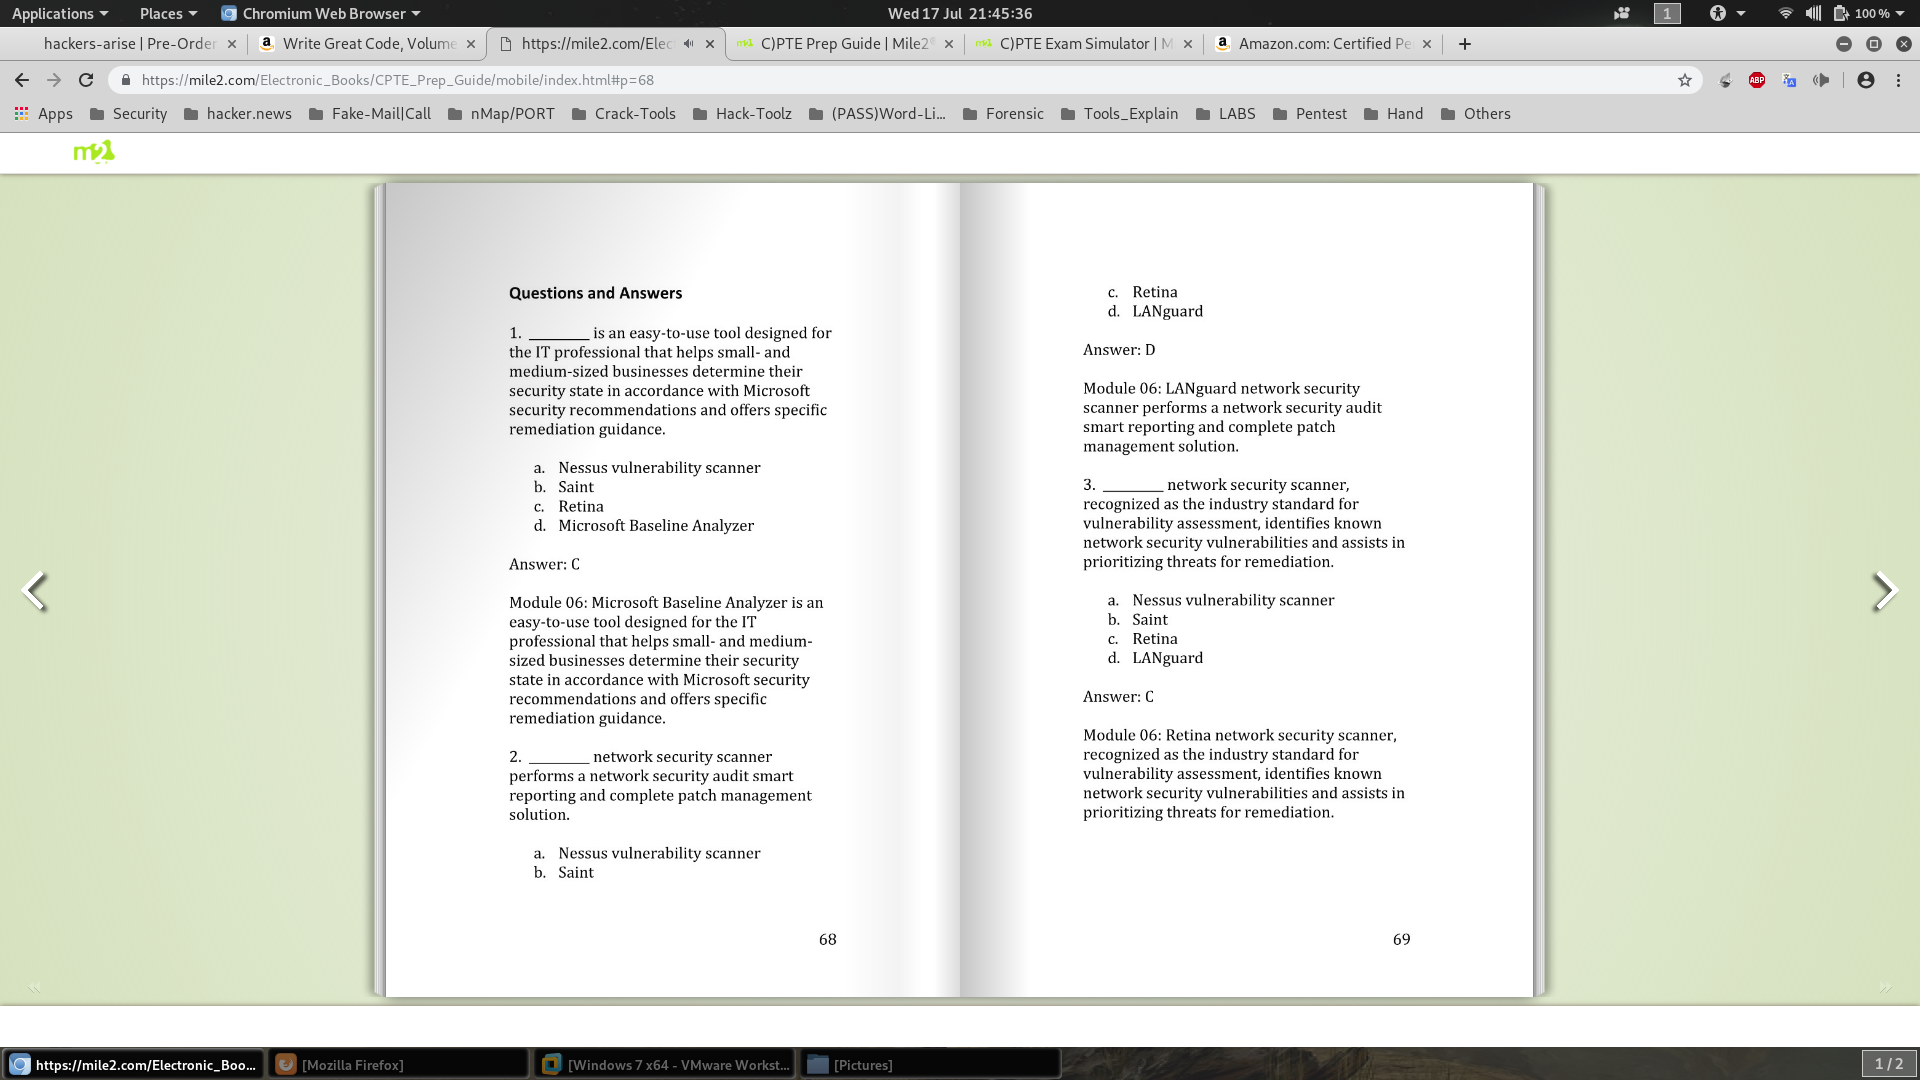 Applications Places Chromium Web Browser Wed 17 Jul 21:45:36 1 100 %
hackers-arise | Pre-Order Write Great Code, Volume https://mile2.com/Elec C)PTE Prep Guide | Mile2® C)PTE Exam Simulator | M Amazon.com: Certified Pe
https://mile2.com/Electronic_Books/CPTE_Prep_Guide/mobile/index.html#p=68 ABP
Apps Security hacker.news Fake-Mail|Call nMap/PORT Crack-Tools Hack-Toolz (PASS)Word-Li... Forensic Tools_Explain LABS Pentest Hand Others
m2
Questions and Answers
1. ________ is an easy-to-use tool designed for
the IT professional that helps small- and
medium-sized businesses determine their
security state in accordance with Microsoft
security recommendations and offers specific
remediation guidance.
a. Nessus vulnerability scanner
b. Saint
c. Retina
d. Microsoft Baseline Analyzer
Answer: C
Module 06: Microsoft Baseline Analyzer is an
easy-to-use tool designed for the IT
professional that helps small- and medium-
sized businesses determine their security
state in accordance with Microsoft security
recommendations and offers specific
remediation guidance.
2. ________ network security scanner
performs a network security audit smart
reporting and complete patch management
solution.
a. Nessus vulnerability scanner
b. Saint
68
c. Retina
d. LANguard
Answer: D
Module 06: LANguard network security
scanner performs a network security audit
smart reporting and complete patch
management solution.
3. ________ network security scanner,
recognized as the industry standard for
vulnerability assessment, identifies known
network security vulnerabilities and assists in
prioritizing threats for remediation.
a. Nessus vulnerability scanner
b. Saint
c. Retina
d. LANguard
Answer: C
Module 06: Retina network security scanner,
recognized as the industry standard for
vulnerability assessment, identifies known
network security vulnerabilities and assists in
prioritizing threats for remediation.
69
https://mile2.com/Electronic_Boo... [Mozilla Firefox] [Windows 7 x64 - VMware Workst... [Pictures] 1 / 2